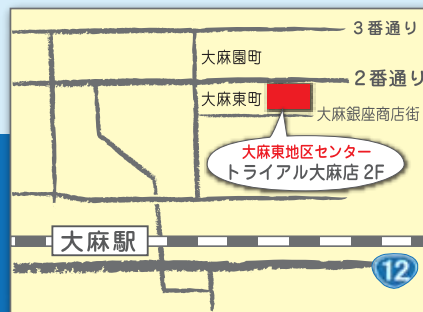 3番通り
大麻園町
2番通り
大麻東町
大麻銀座商店街
大麻東地区センター
トライアル大麻店 2F
大麻駅
12